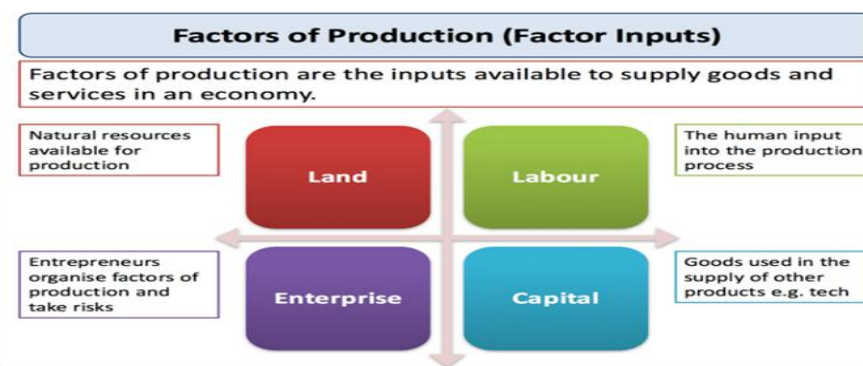 Factors of Production (Factor Inputs)
Factors of production are the inputs available to supply goods and
services in an economy.
Natural resources
available for
production
Land
Labour
The human input
into the production
process
Entrepreneurs
organise factors of
production and
take risks
Enterprise
Capital
Goods used in the
supply of other
products e.g. tech